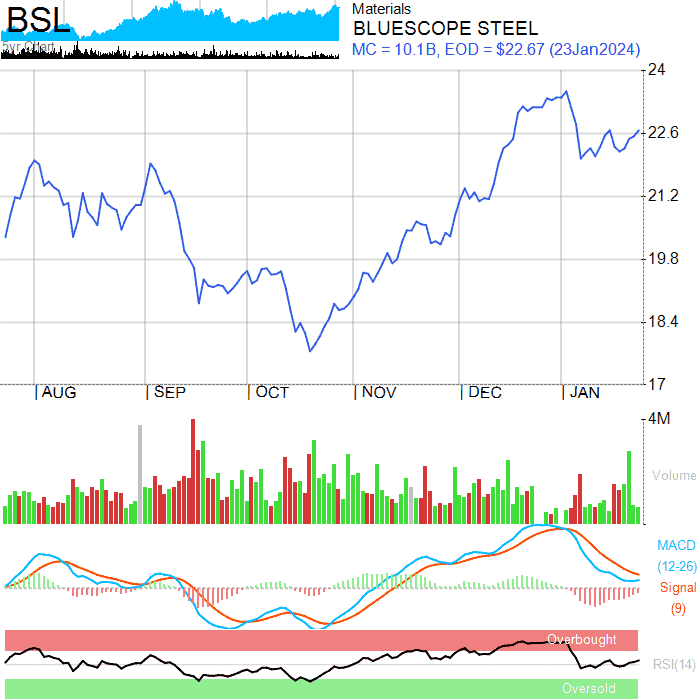 BSL
5yr Chart
Materials
BLUESCOPE STEEL
MC = 10.1B, EOD = $22.67 (23Jan2024)
24
22.6
21.2
19.8
18.4
17
AUG SEP OCT NOV DEC JAN
4M
Volume
MACD
(12-26)
Signal
(9)
Overbought
RSI(14)
Oversold